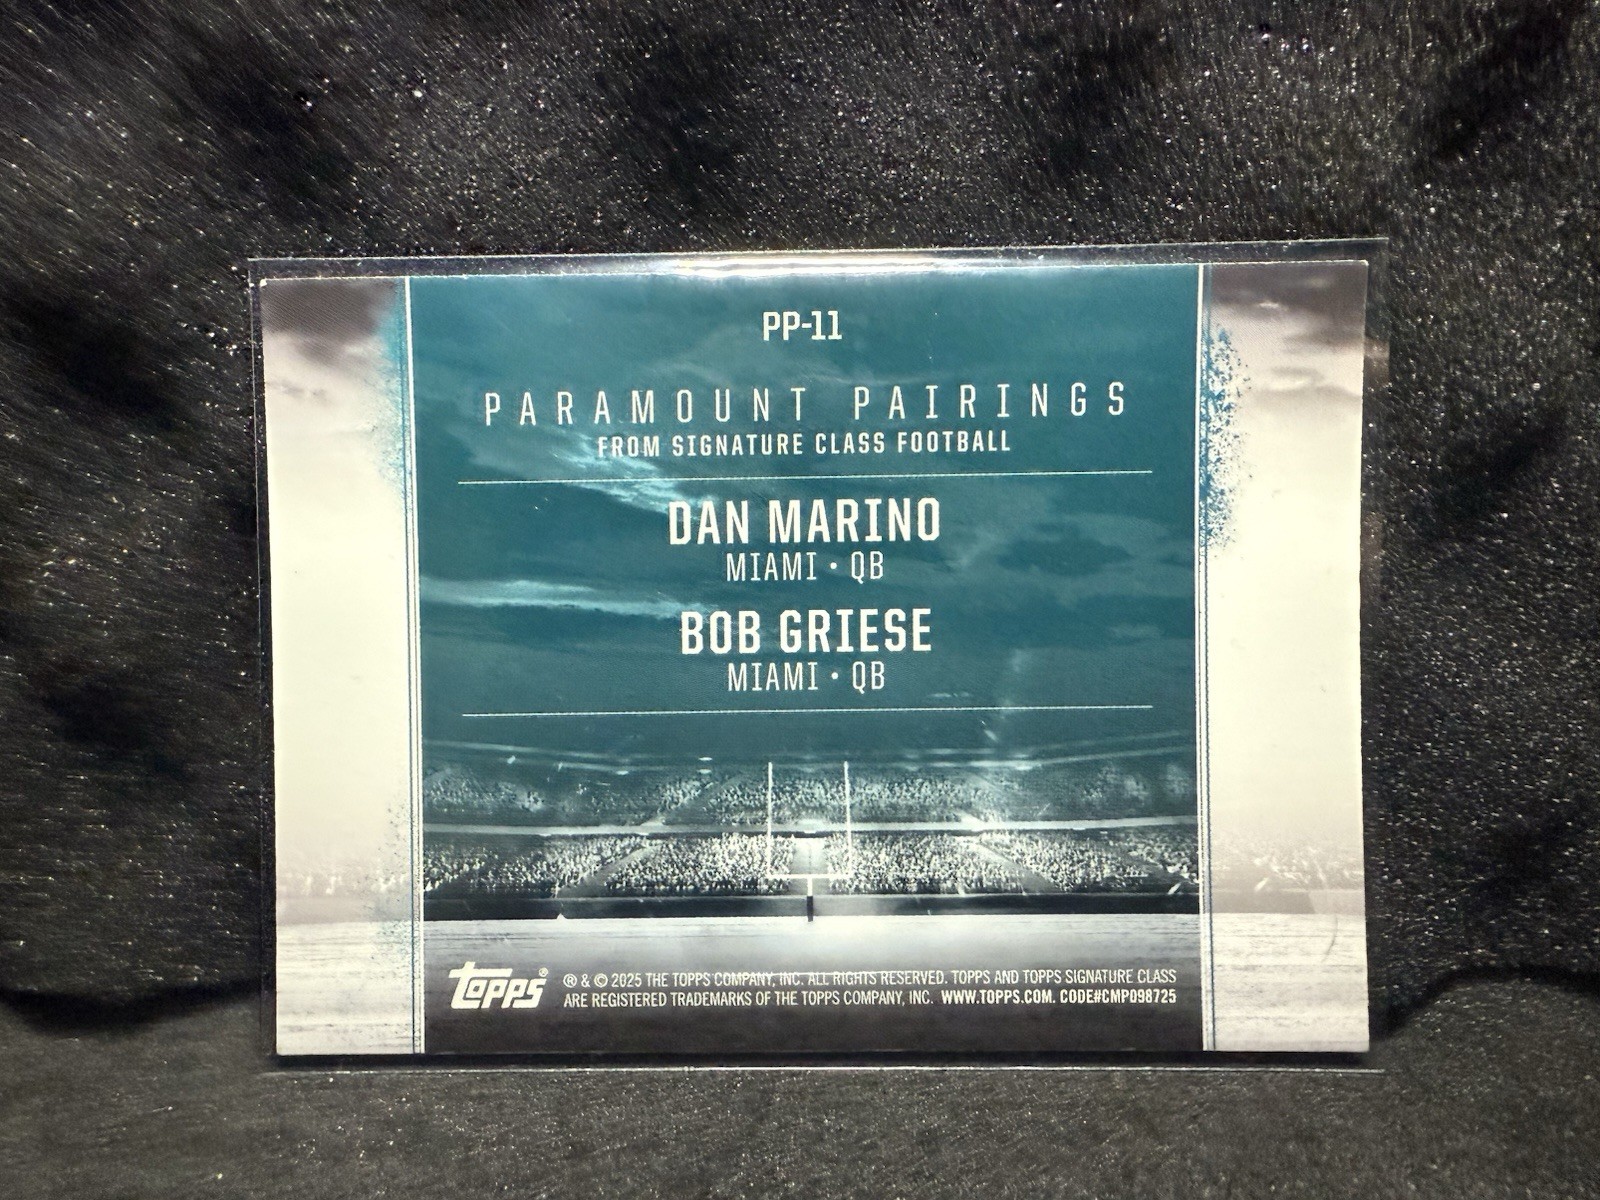 PP-11
PARAMOUNT PAIRINGS
FROM SIGNATURE CLASS FOOTBALL
DAN MARINO
MIAMI • QB
BOB GRIESE
MIAMI • QB
Topps® ® & © 2025 THE TOPPS COMPANY, INC. ALL RIGHTS RESERVED. TOPPS AND TOPPS SIGNATURE CLASS
ARE REGISTERED TRADEMARKS OF THE TOPPS COMPANY, INC. WWW.TOPPS.COM. CODE#CMP098725